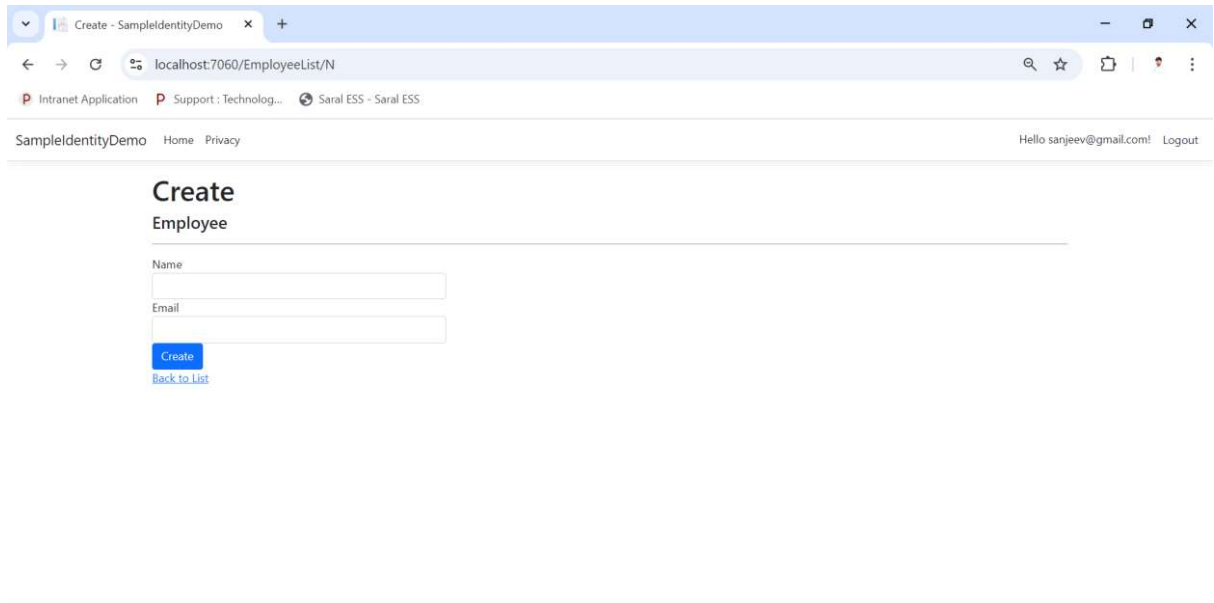 Create - SampleIdentityDemo
localhost:7060/EmployeeList/N
Intranet Application P Support : Technolog... Saral ESS - Saral ESS
SampleIdentityDemo Home Privacy Hello sanjeev@gmail.com! Logout
Create
Employee
Name
Email
Create
Back to List